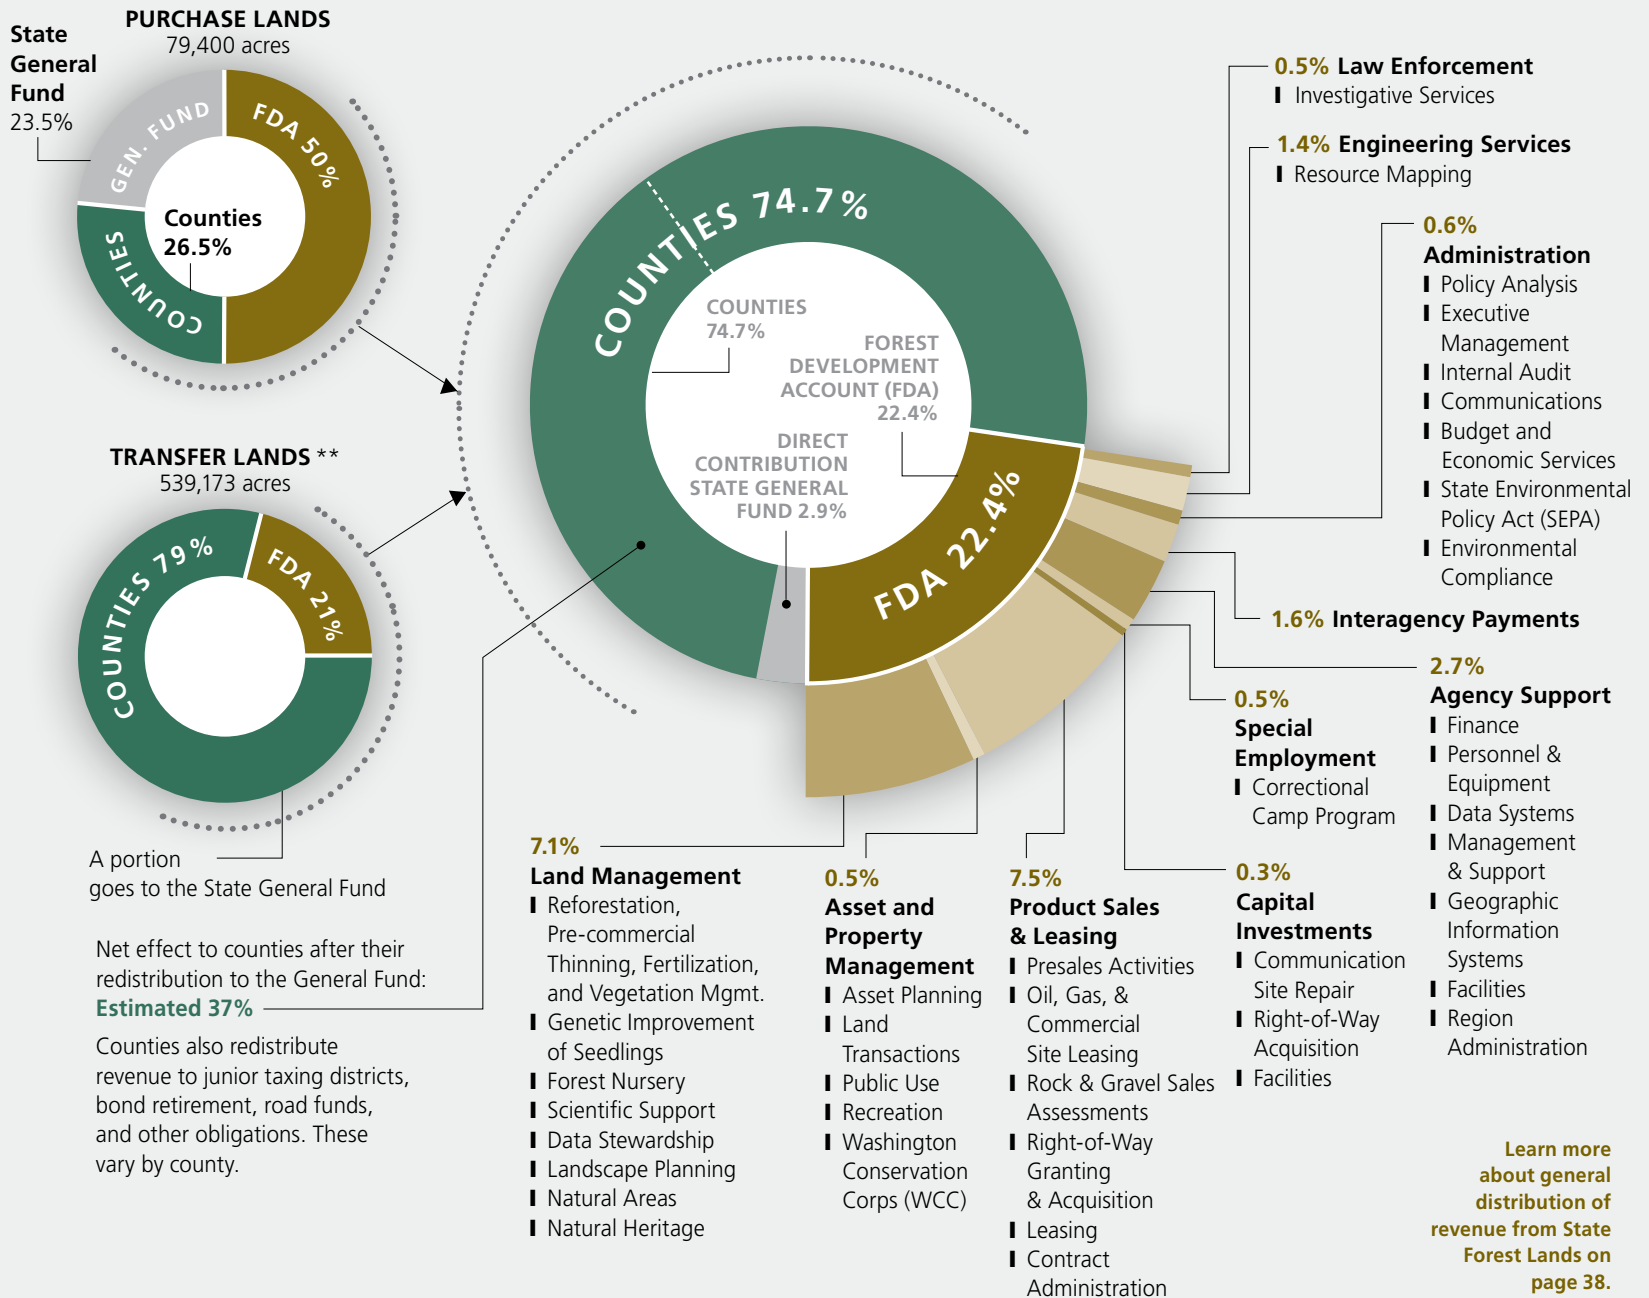 PURCHASE LANDS
79,400 acres
State
General
Fund
23.5%
GEN. FUND
FDA 50%
COUNTIES
Counties
26.5%
TRANSFER LANDS **
539,173 acres
COUNTIES 79%
FDA 21%
A portion
goes to the State General Fund
Net effect to counties after their
redistribution to the General Fund:
Estimated 37%
Counties also redistribute
revenue to junior taxing districts,
bond retirement, road funds,
and other obligations. These
vary by county.
COUNTIES 74.7%
COUNTIES
74.7%
FOREST
DEVELOPMENT
ACCOUNT (FDA)
22.4%
DIRECT
CONTRIBUTION
STATE GENERAL
FUND 2.9%
FDA 22.4%
0.5% Law Enforcement
❙ Investigative Services
1.4% Engineering Services
❙ Resource Mapping
0.6%
Administration
❙ Policy Analysis
❙ Executive
Management
❙ Internal Audit
❙ Communications
❙ Budget and
Economic Services
❙ State Environmental
Policy Act (SEPA)
❙ Environmental
Compliance
1.6% Interagency Payments
2.7%
Agency Support
❙ Finance
❙ Personnel &
Equipment
❙ Data Systems
❙ Management
& Support
❙ Geographic
Information
Systems
❙ Facilities
❙ Region
Administration
0.5%
Special
Employment
❙ Correctional
Camp Program
0.3%
Capital
Investments
❙ Communication
Site Repair
❙ Right-of-Way
Acquisition
❙ Facilities
7.5%
Product Sales
& Leasing
❙ Presales Activities
❙ Oil, Gas, &
Commercial
Site Leasing
❙ Rock & Gravel Sales
Assessments
❙ Right-of-Way
Granting
& Acquisition
❙ Leasing
❙ Contract
Administration
0.5%
Asset and
Property
Management
❙ Asset Planning
❙ Land
Transactions
❙ Public Use
❙ Recreation
❙ Washington
Conservation
Corps (WCC)
7.1%
Land Management
❙ Reforestation,
Pre-commercial
Thinning, Fertilization,
and Vegetation Mgmt.
❙ Genetic Improvement
of Seedlings
❙ Forest Nursery
❙ Scientific Support
❙ Data Stewardship
❙ Landscape Planning
❙ Natural Areas
❙ Natural Heritage
Learn more
about general
distribution of
revenue from State
Forest Lands on
page 38.